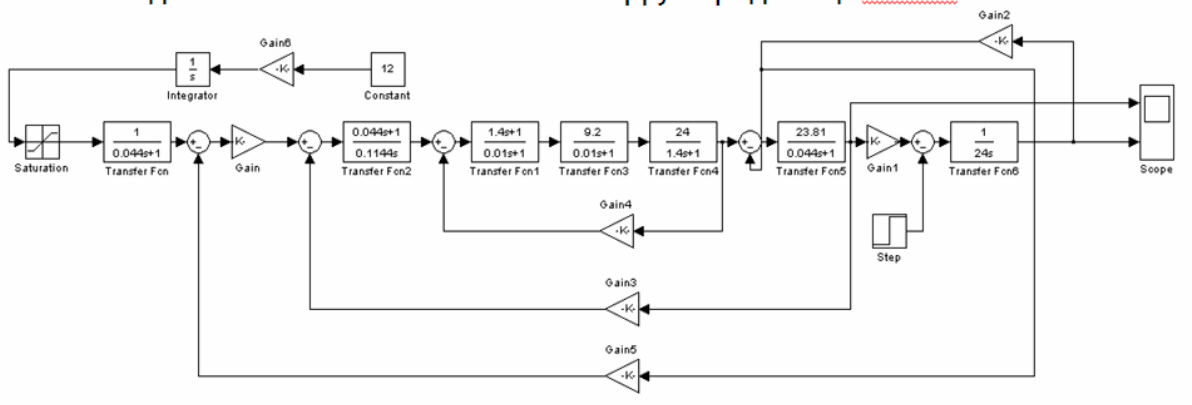 Gain2
Gain6
-K-
-K-
1
s
12
Integrator
Constant
1
0.044s+1
K-
0.044s+1
0.1144s
1.4s+1
0.01s+1
9.2
0.01s+1
24
1.4s+1
23.81
0.044s+1
K-
1
24s
Saturation
Transfer Fcn
Gain
Transfer Fcn2
Transfer Fcn1
Transfer Fcn3
Transfer Fcn4
Transfer Fcn5
Gain1
Transfer Fcn6
Scope
Gain4
-K-
Step
Gain3
-K-
Gain5
-K-